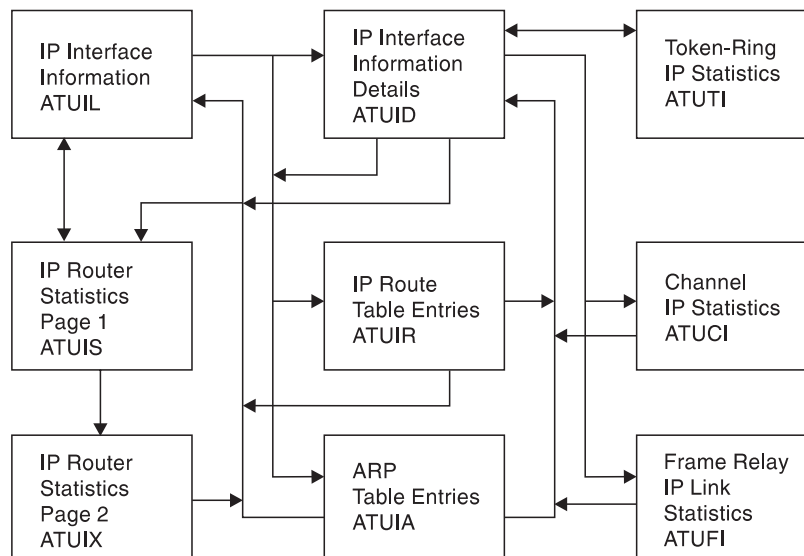 IP Interface
Information
ATUIL
IP Interface
Information
Details
ATUID
Token-Ring
IP Statistics
ATUTI
IP Router
Statistics
Page 1
ATUIS
IP Route
Table Entries
ATUIR
Channel
IP Statistics
ATUCI
IP Router
Statistics
Page 2
ATUIX
ARP
Table Entries
ATUIA
Frame Relay
IP Link
Statistics
ATUFI